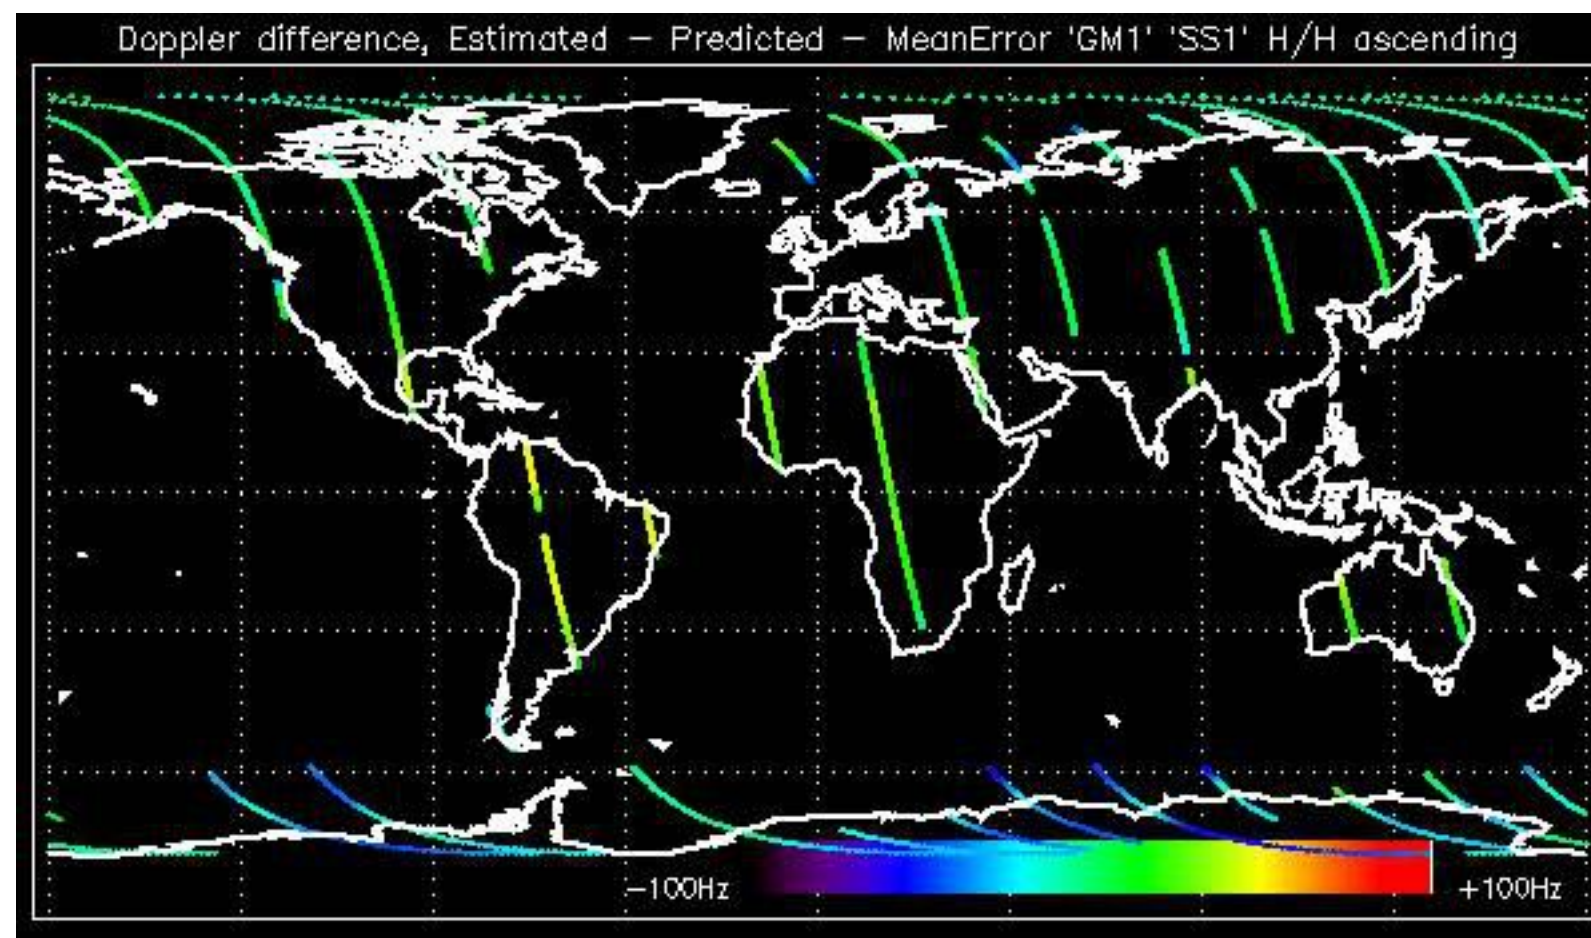 Doppler difference, Estimated – Predicted – MeanError 'GM1' 'SS1' H/H ascending
–100Hz +100Hz